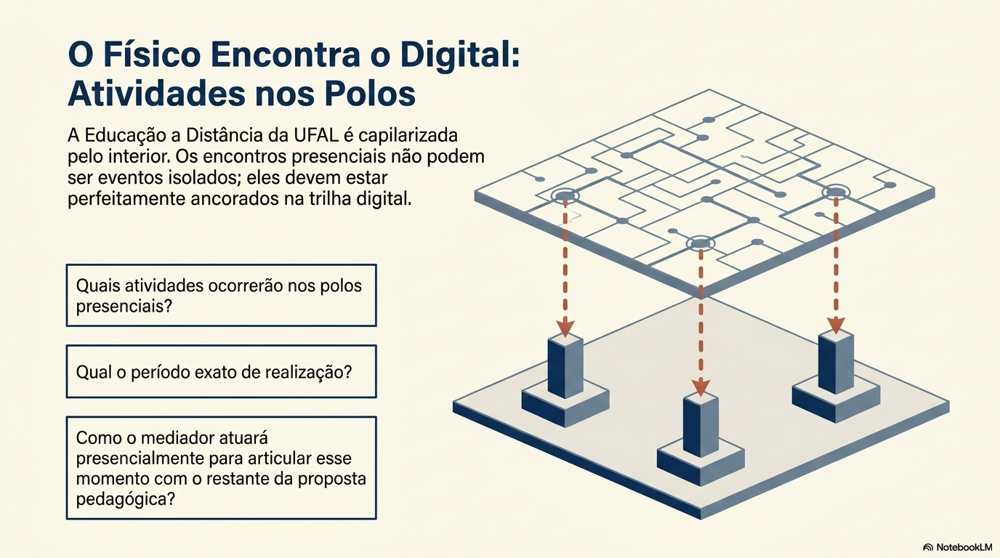 O Físico Encontra o Digital:
Atividades nos Polos
A Educação a Distância da UFAL é capilarizada
pelo interior. Os encontros presenciais não podem
ser eventos isolados; eles devem estar
perfeitamente ancorados na trilha digital.
Quais atividades ocorrerão nos polos
presenciais?
Qual o período exato de realização?
Como o mediador atuará
presencialmente para articular esse
momento com o restante da proposta
pedagógica?
NotebookLM